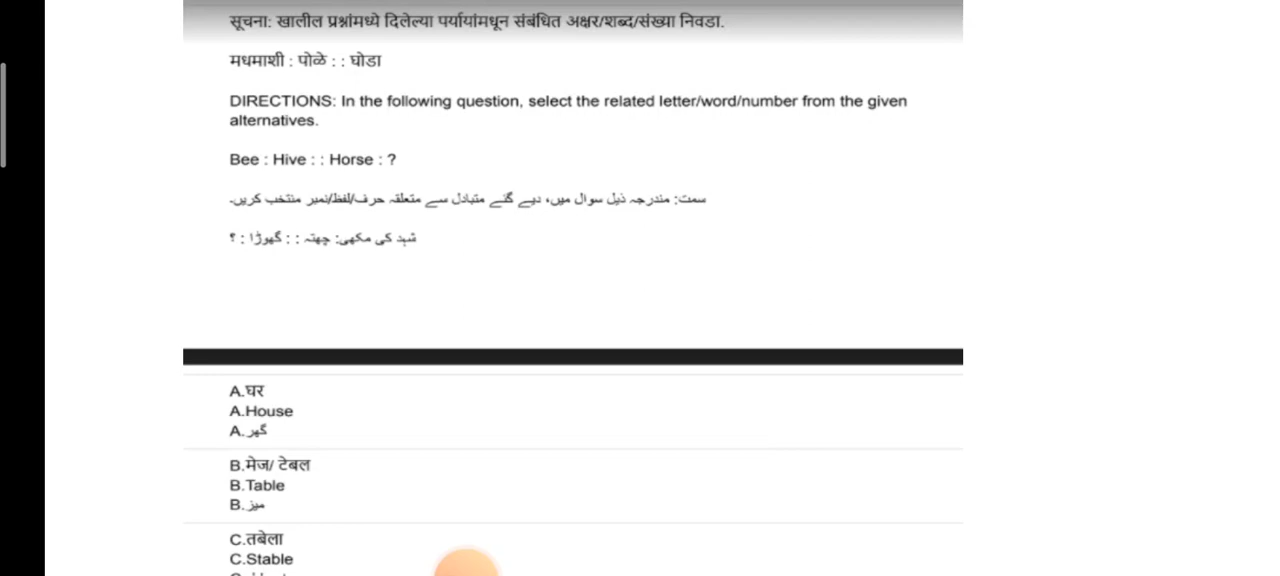 सूचना: खालील प्रश्नांमध्ये दिलेल्या पर्यायांमधून संबंधित अक्षर/शब्द/संख्या निवडा.
मधमाशी : पोळे : : घोडा
DIRECTIONS: In the following question, select the related letter/word/number from the given
alternatives.
Bee : Hive : : Horse : ?
سمت: مندرجہ ذیل سوال میں، دیے گئے متبادل سے متعلقہ حرف/لفظ/نمبر منتخب کریں۔
شہد کی مکھی: چھتہ : : گھوڑا : ؟
A.घर
A.House
A.گھر
B.मेज/ टेबल
B.Table
B.میز
C.तबेला
C.Stable